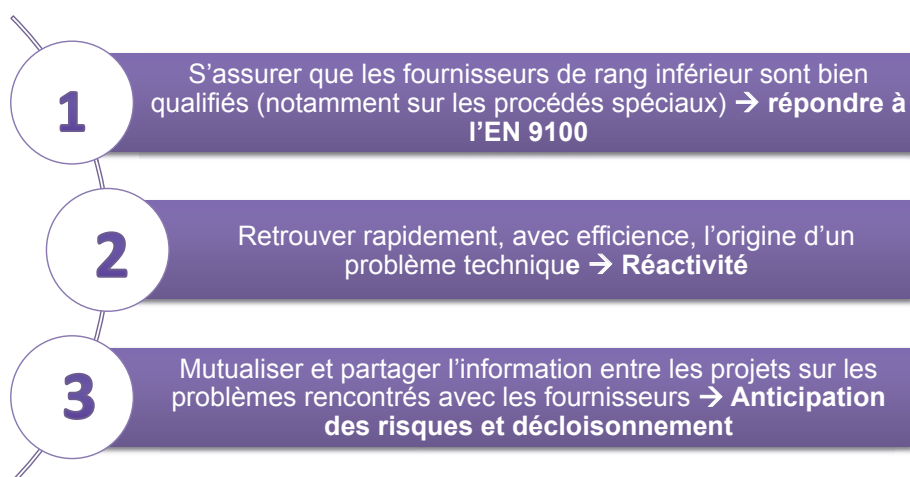 1
S’assurer que les fournisseurs de rang inférieur sont bien
qualifiés (notamment sur les procédés spéciaux) → répondre à
l’EN 9100
2
Retrouver rapidement, avec efficience, l’origine d’un
problème technique → Réactivité
3
Mutualiser et partager l’information entre les projets sur les
problèmes rencontrés avec les fournisseurs → Anticipation
des risques et décloisonnement